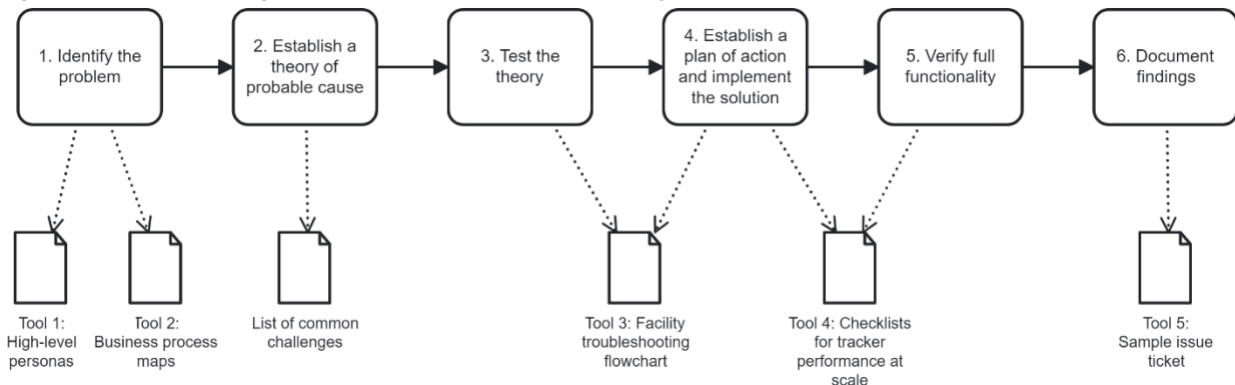 1. Identify the
problem
2. Establish a
theory of
probable cause
3. Test the
theory
4. Establish a
plan of action
and implement
the solution
5. Verify full
functionality
6. Document
findings
Tool 1:
High-level
personas
Tool 2:
Business process
maps
List of common
challenges
Tool 3: Facility
troubleshooting
flowchart
Tool 4: Checklists
for tracker
performance at
scale
Tool 5:
Sample issue
ticket